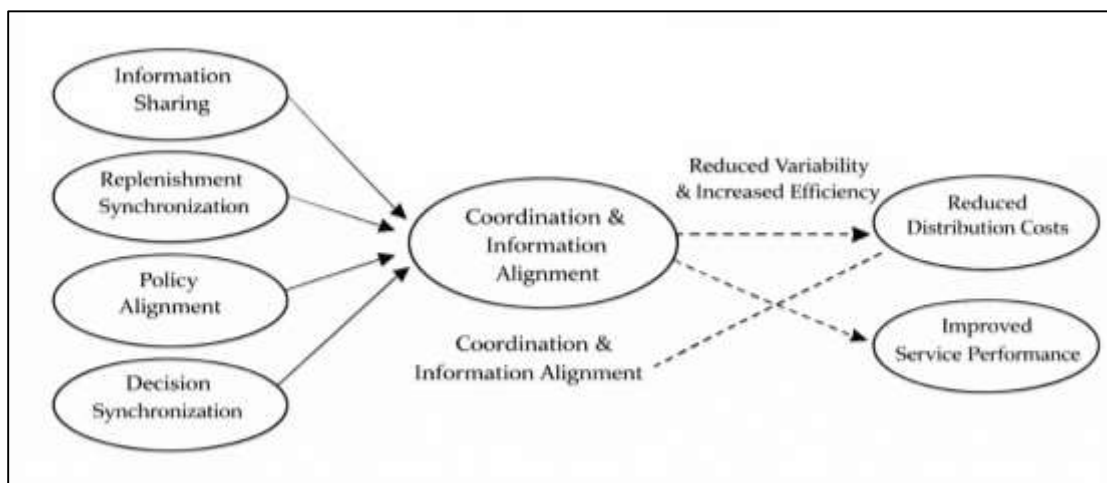 Information
Sharing
Replenishment
Synchronization
Policy
Alignment
Decision
Synchronization
Coordination &
Information
Alignment
Coordination &
Information Alignment
Reduced Variability
& Increased Efficiency
Reduced
Distribution Costs
Improved
Service Performance